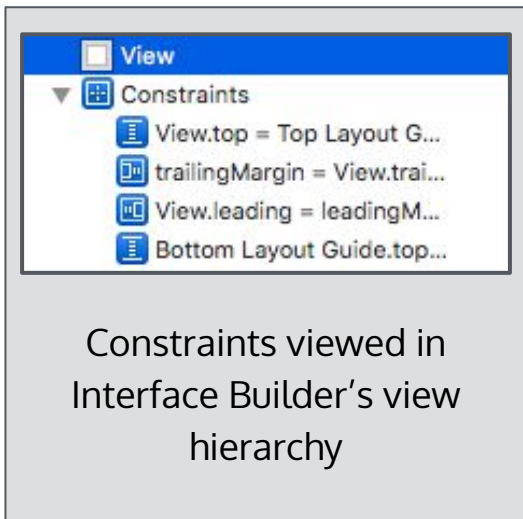 View
Constraints
View.top = Top Layout G...
trailingMargin = View.trai...
View.leading = leadingM...
Bottom Layout Guide.top...
Constraints viewed in
Interface Builder’s view
hierarchy